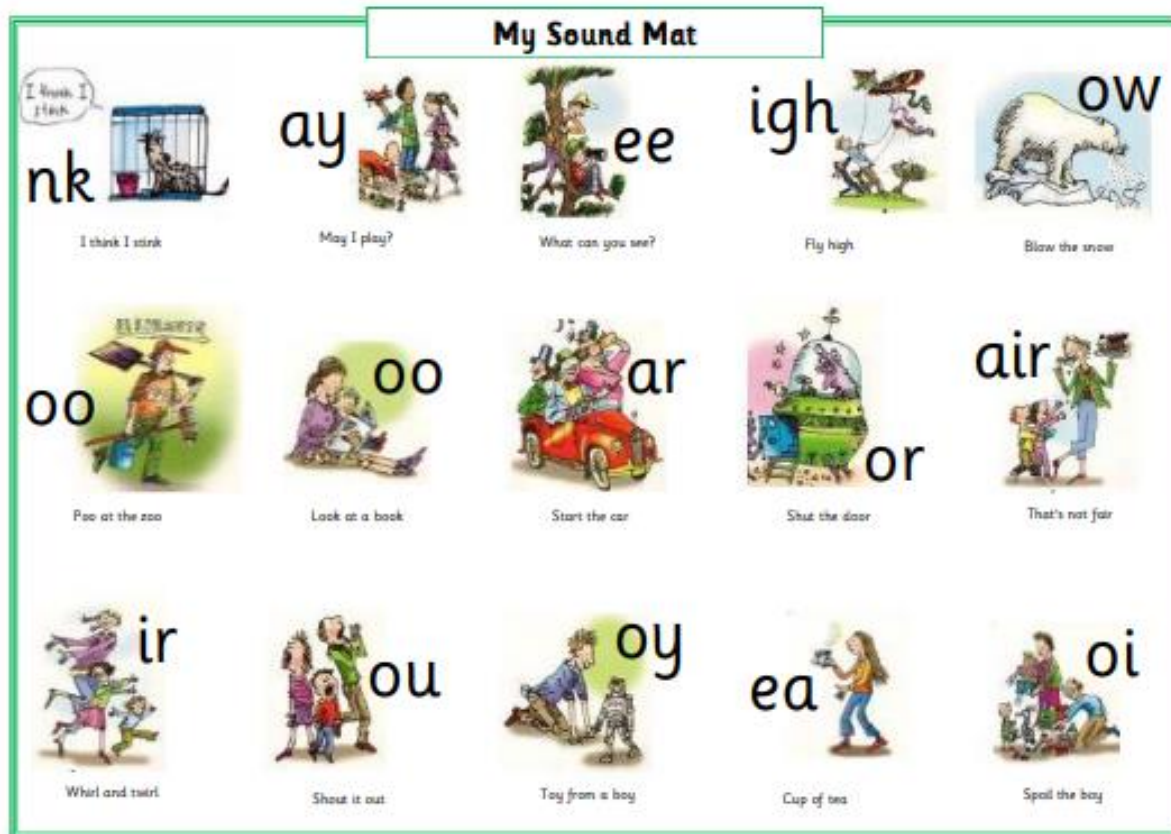 My Sound Mat
I think I
stink
nk
ay
ee
igh
ow
I think I stink
May I play?
What can you see?
Fly high
Blow the snow
oo
oo
ar
or
air
Poo at the zoo
Look at a book
Start the car
Shut the door
That's not fair
ir
ou
oy
ea
oi
Whirl and twirl
Shout it out
Toy from a boy
Cup of tea
Spoil the boy